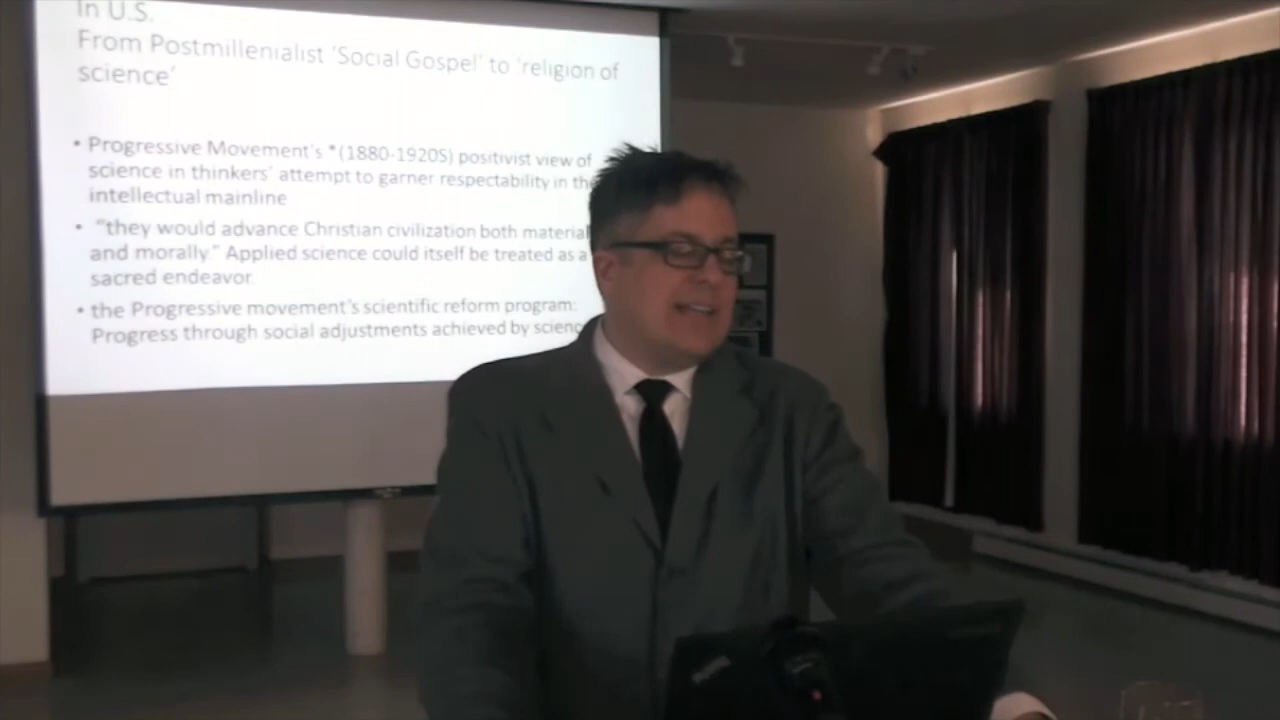 In U.S.
From Postmillenialist 'Social Gospel' to 'religion of
science'
• Progressive Movement's *(1880-1920S) positivist view of
science in thinkers' attempt to garner respectability in the
intellectual mainline
• "they would advance Christian civilization both material
and morally." Applied science could itself be treated as a
sacred endeavor
• the Progressive movement's scientific reform program:
Progress through social adjustments achieved by scienc